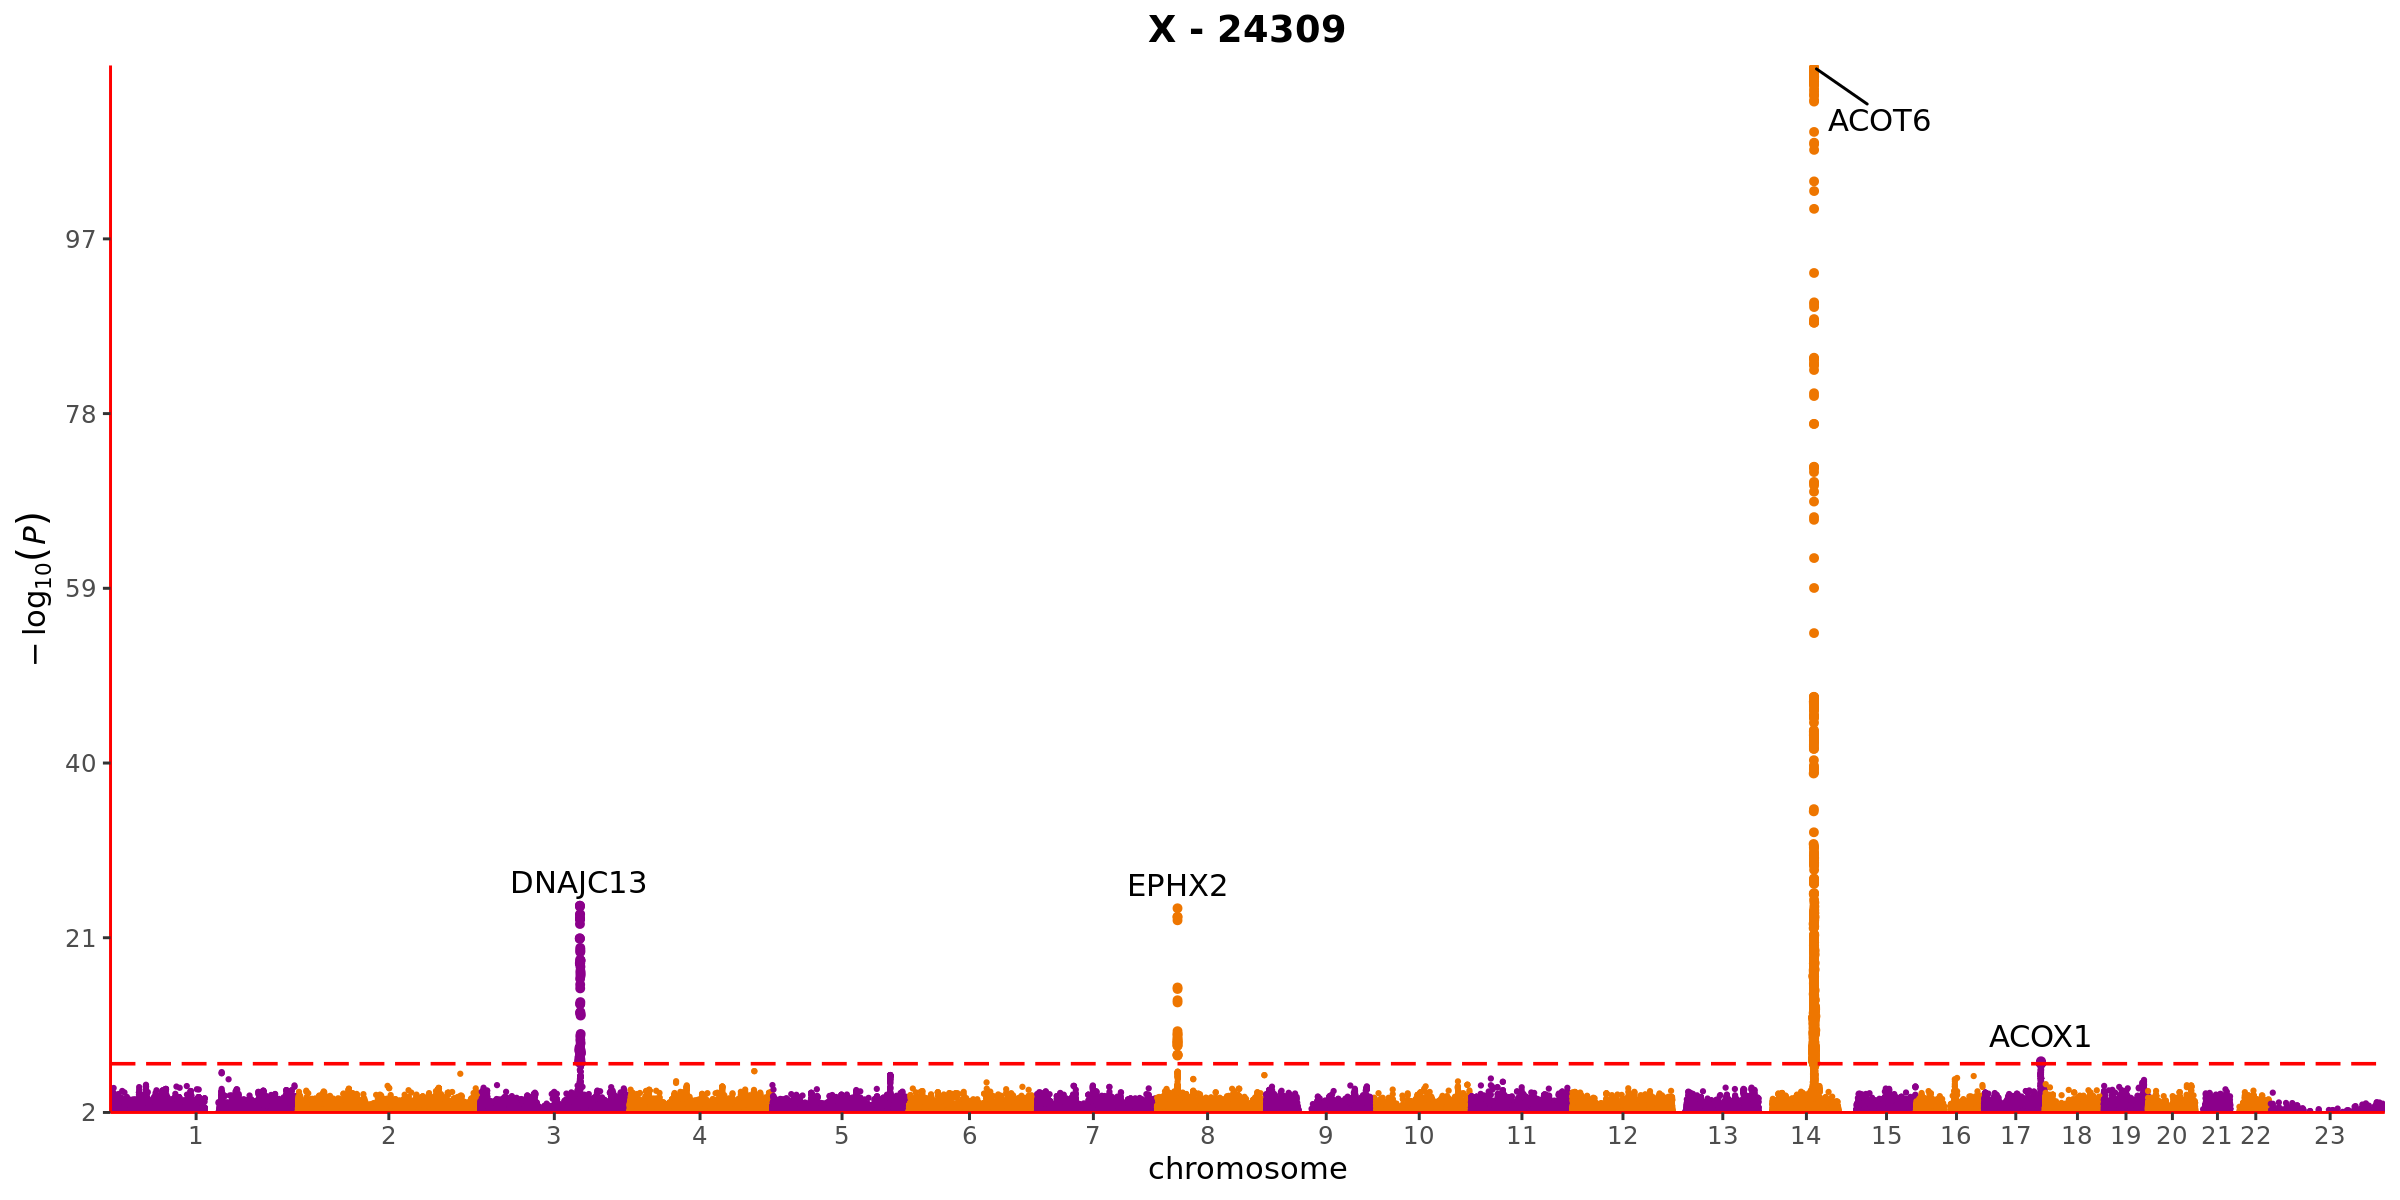 X - 24309
ACOT6
97
78
59
40
21
2
− log10(P)
DNAJC13
EPHX2
ACOX1
1 2 3 4 5 6 7 8 9 10 11 12 13 14 15 16 17 18 19 20 21 22 23
chromosome